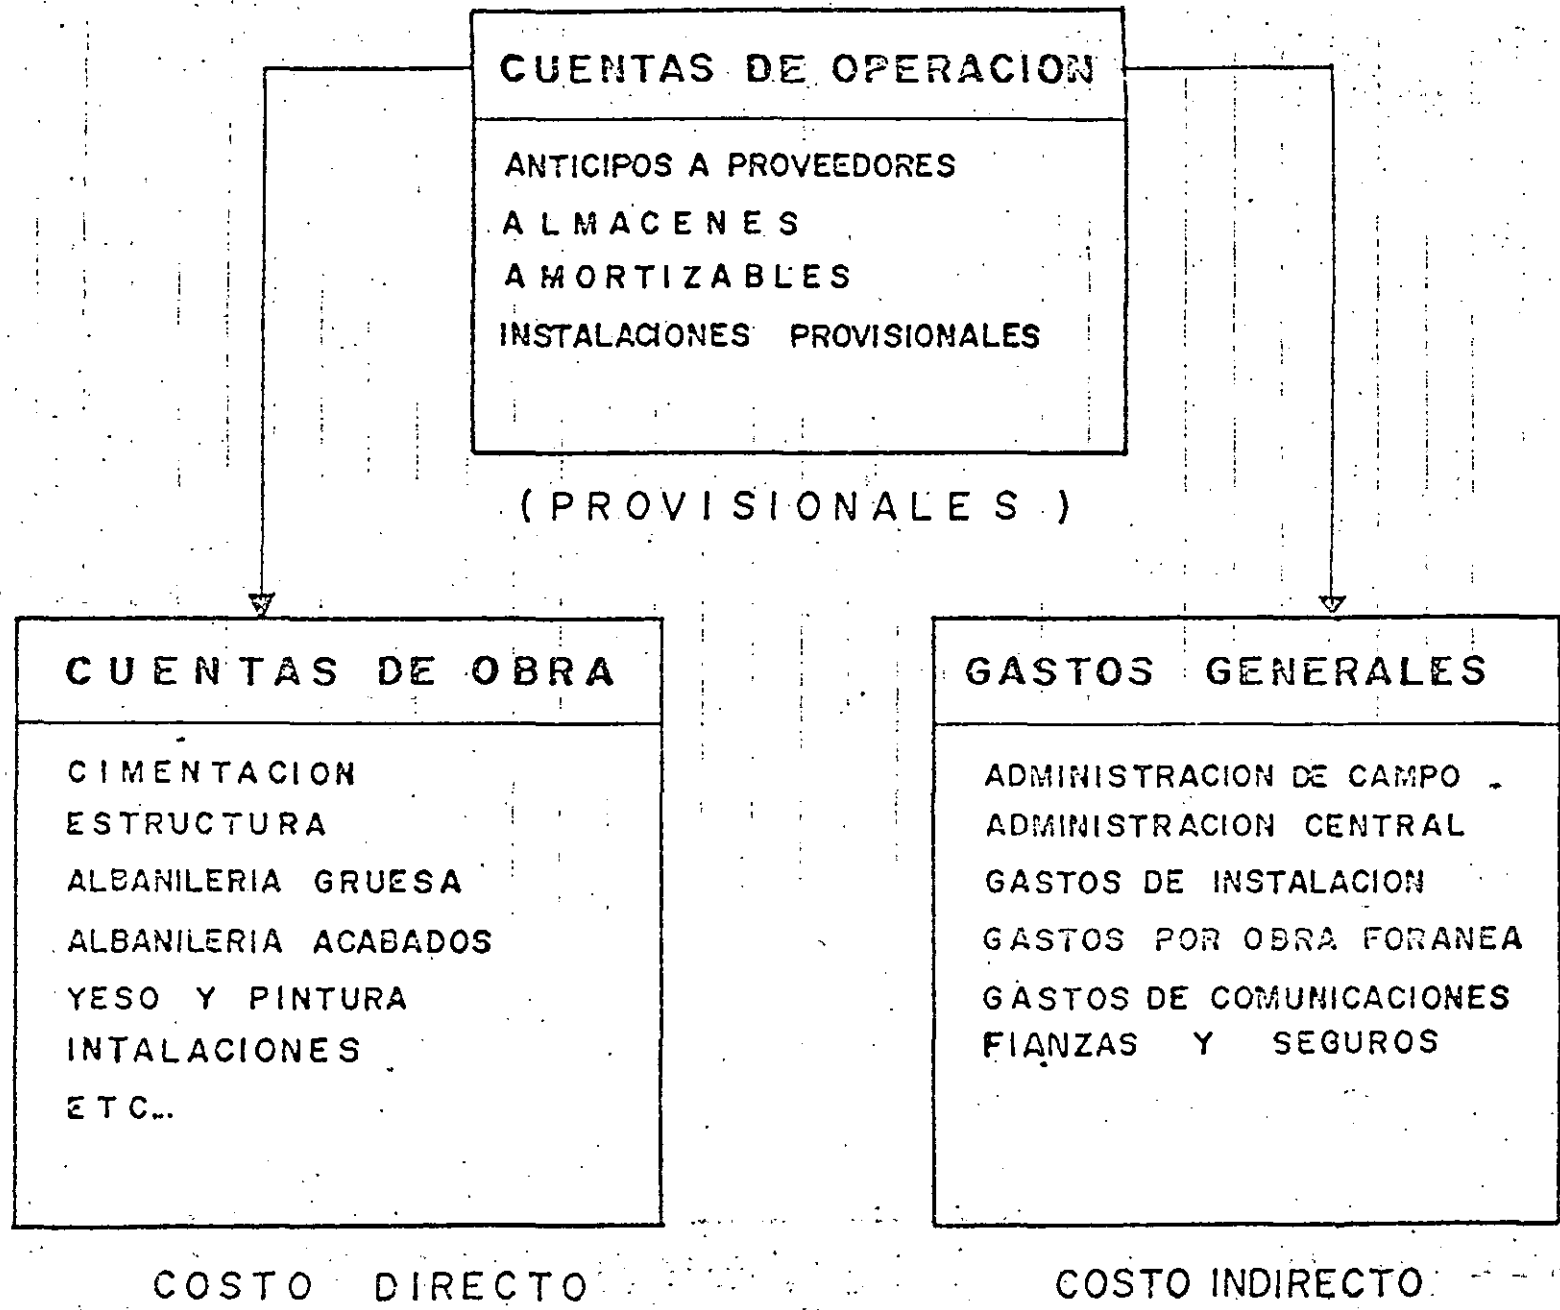 CUENTAS DE OPERACION
ANTICIPOS A PROVEEDORES
ALMACENES
AMORTIZABLES
INSTALACIONES PROVISIONALES
(PROVISIONALES)
CUENTAS DE OBRA
CIMENTACION
ESTRUCTURA
ALBANILERIA GRUESA
ALBANILERIA ACABADOS
YESO Y PINTURA
INTALACIONES
ETC...
COSTO DIRECTO
GASTOS GENERALES
ADMINISTRACION DE CAMPO
ADMINISTRACION CENTRAL
GASTOS DE INSTALACION
GASTOS POR OBRA FORANEA
GASTOS DE COMUNICACIONES
FIANZAS Y SEGUROS
COSTO INDIRECTO